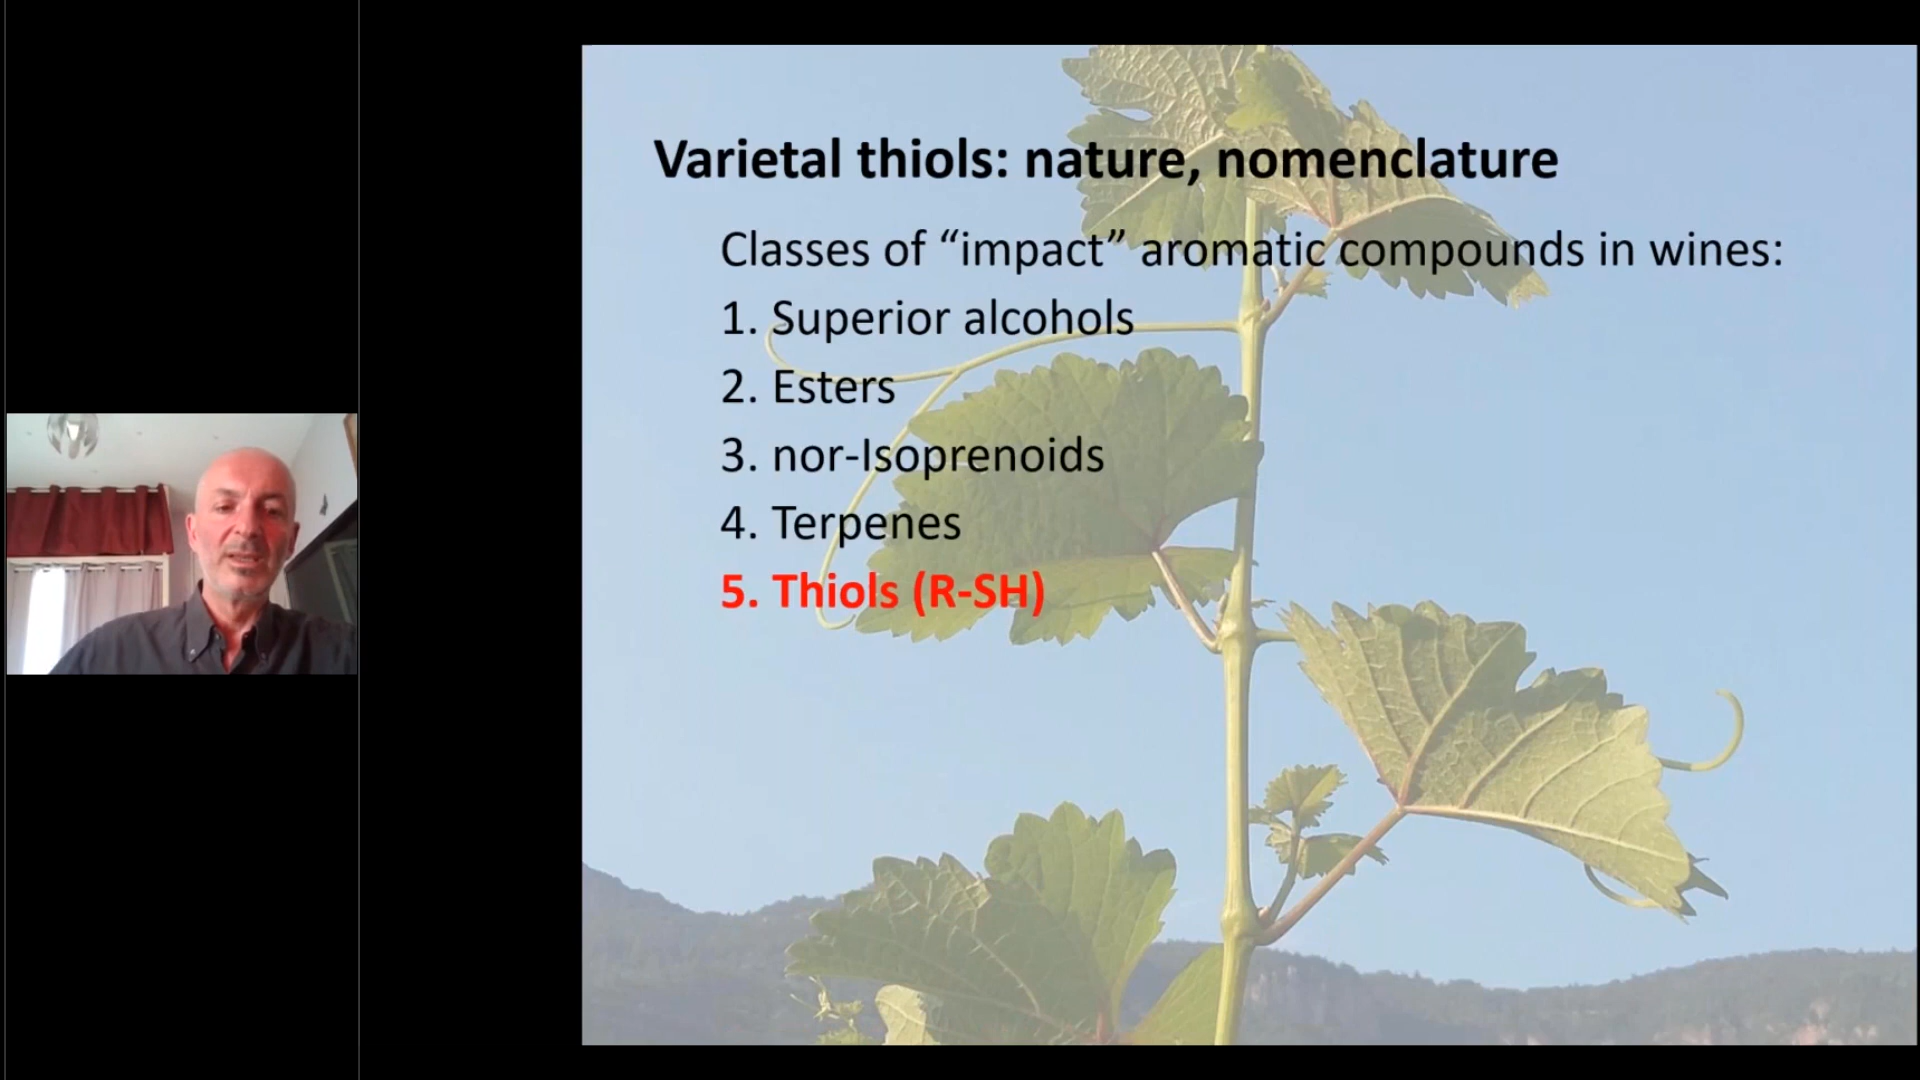 Varietal thiols: nature, nomenclature
Classes of “impact” aromatic compounds in wines:
1. Superior alcohols
2. Esters
3. nor-Isoprenoids
4. Terpenes
5. Thiols (R-SH)